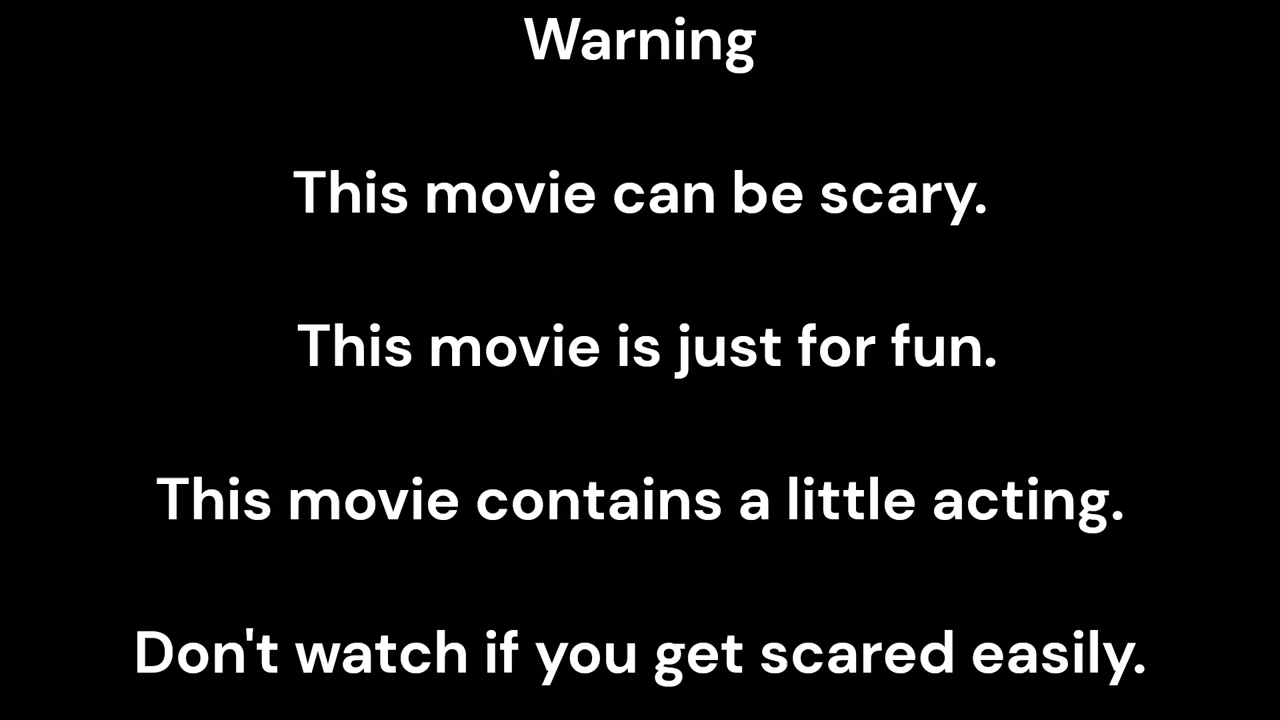 Warning
This movie can be scary.
This movie is just for fun.
This movie contains a little acting.
Don't watch if you get scared easily.